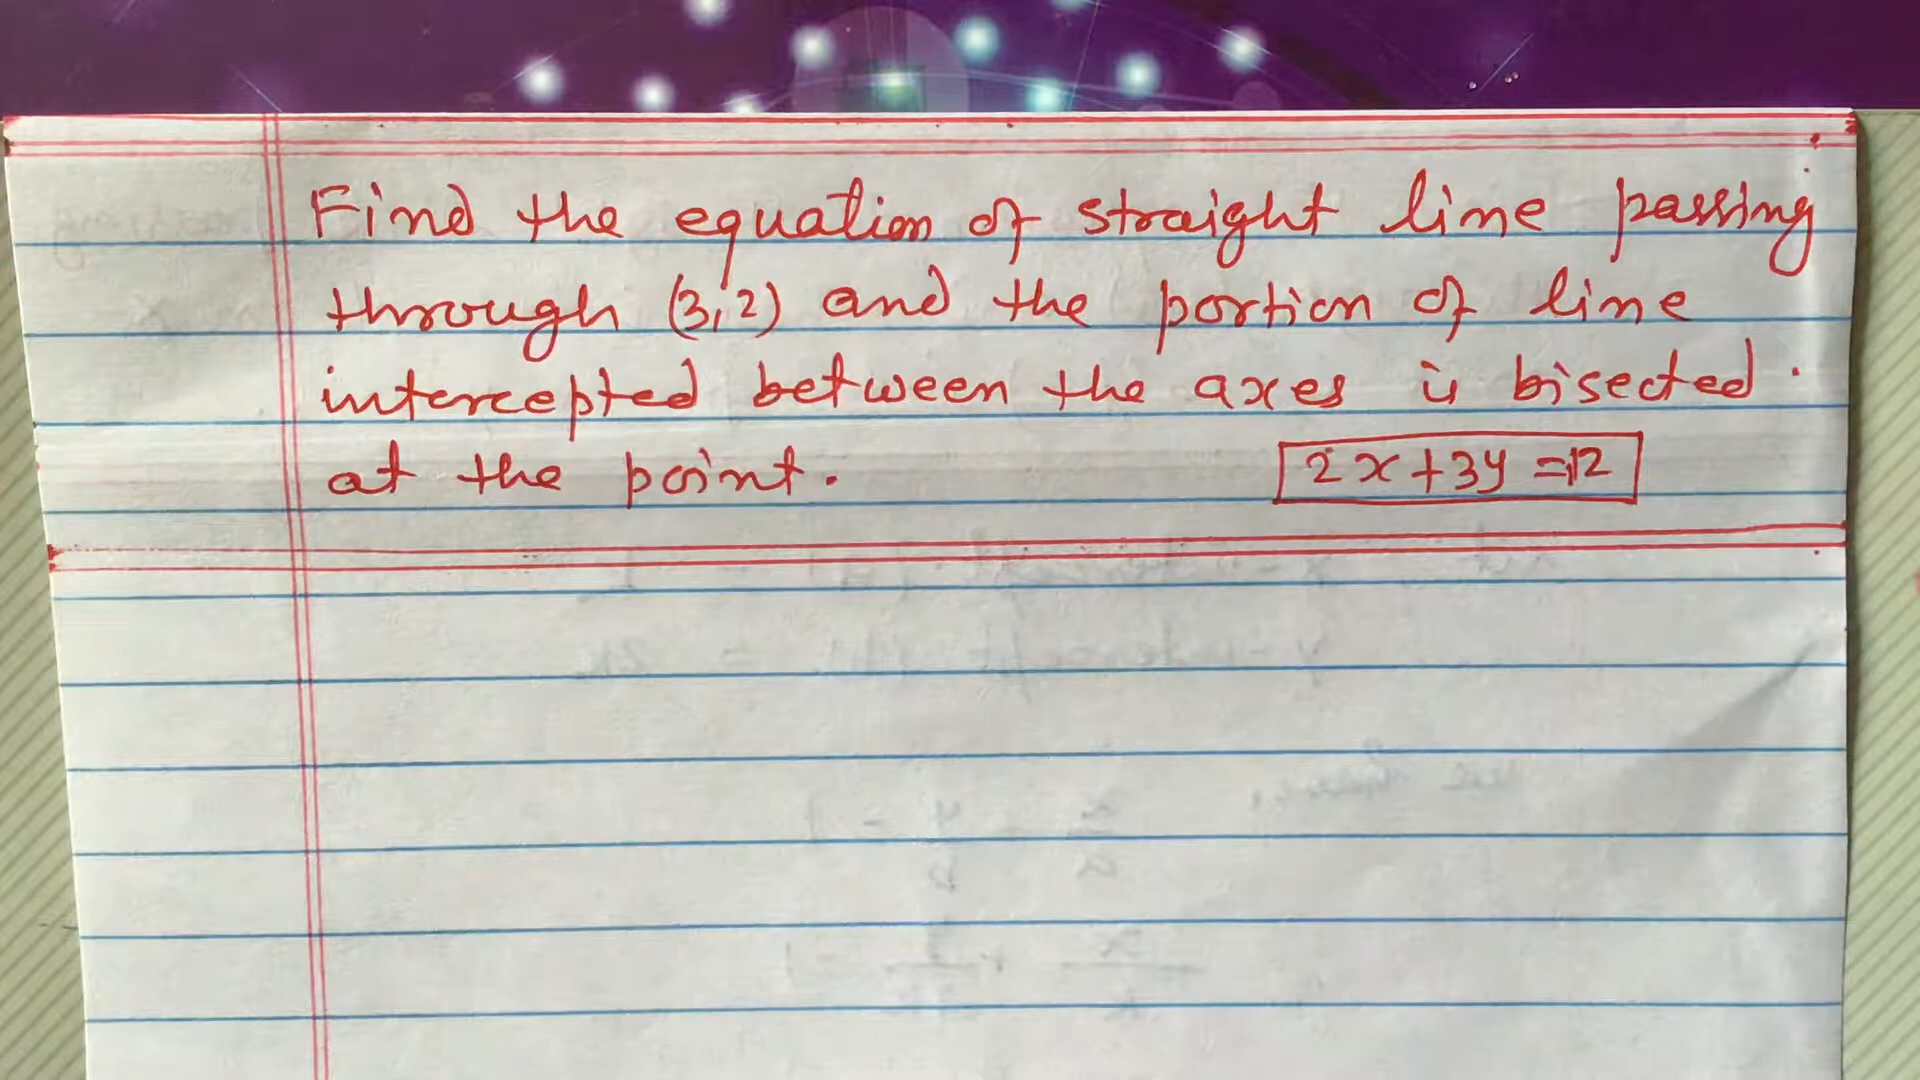 Find the equation of straight line passing
through (3,2) and the portion of line
intercepted between the axes is bisected
at the point.
2x+3y=12